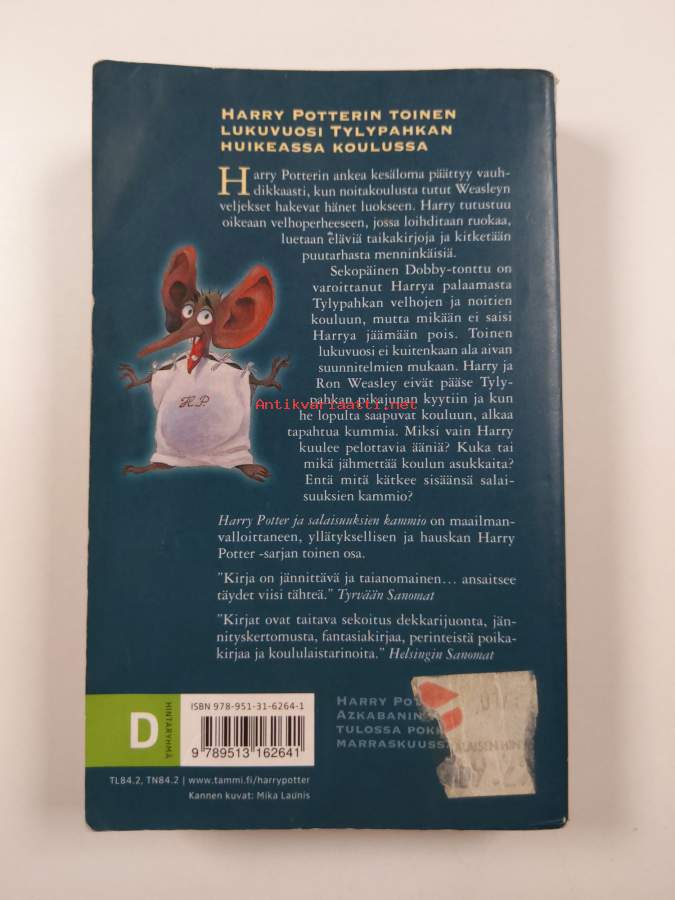 HARRY POTTERIN TOINEN
LUKUVUOSI TYLYPAHKAN
HUIKEASSA KOULUSSA
Harry Potterin ankea kesäloma päättyy vauh-
dikkaasti, kun noitakoulusta tutut Weasleyn
veljekset hakevat hänet luokseen. Harry tutustuu
oikeaan velhoperheeseen, jossa loihditaan ruokaa,
luetaan eläviä taikakirjoja ja kitketään
puutarhasta menninkäisiä.
Sekopäinen Dobby-tonttu on
varoittanut Harrya palaamasta
Tylypahkan velhojen ja noitien
kouluun, mutta mikään ei saisi
Harrya jäämään pois. Toinen
lukuvuosi ei kuitenkaan ala aivan
suunnitelmien mukaan. Harry ja
Ron Weasley eivät pääse Tyly-
pahkan pikajunan kyytiin ja kun
he lopulta saapuvat kouluun, alkaa
tapahtua kummia. Miksi vain Harry
kuulee pelottavia ääniä? Kuka tai
mikä jähmettää koulun asukkaita?
Entä mitä kätkee sisäänsä salai-
suuksien kammio?
H.P.
Antikvariaatti.net
Harry Potter ja salaisuuksien kammio on maailman-
valloittaneen, yllätyksellisen ja hauskan Harry
Potter -sarjan toinen osa.
"Kirja on jännittävä ja taianomainen... ansaitsee
täydet viisi tähteä." Tyrvään Sanomat
"Kirjat ovat taitava sekoitus dekkarijuonta, jän-
nityskertomusta, fantasiakirjaa, perinteistä poika-
kirjaa ja koululaistarinoita." Helsingin Sanomat
D
HINTARYHMÄ
ISBN 978-951-31-6264-1
9 789513 162641
TL84.2, TN84.2 | www.tammi.fi/harrypotter
Kannen kuvat: Mika Launis
HARRY POT
AZKABANIN
TULOSSA POK
MARRASKUUSS